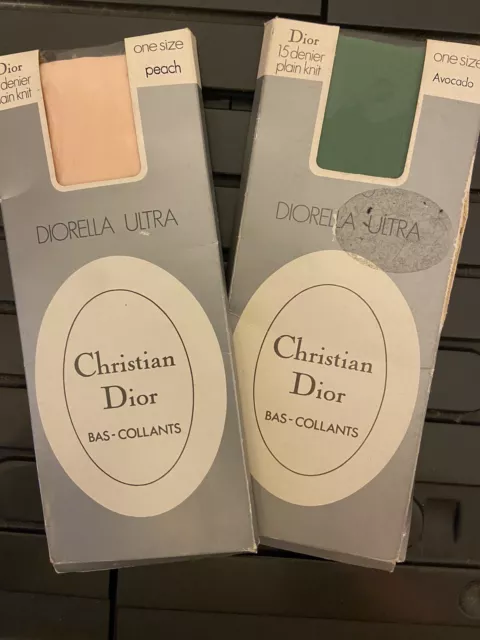 Dior
denier
plain knit
one size
peach
DIORELLA ULTRA
Christian
Dior
BAS-COLLANTS
Dior
15 denier
plain knit
one size
Avocado
DIORELLA ULTRA
Christian
Dior
BAS-COLLANTS